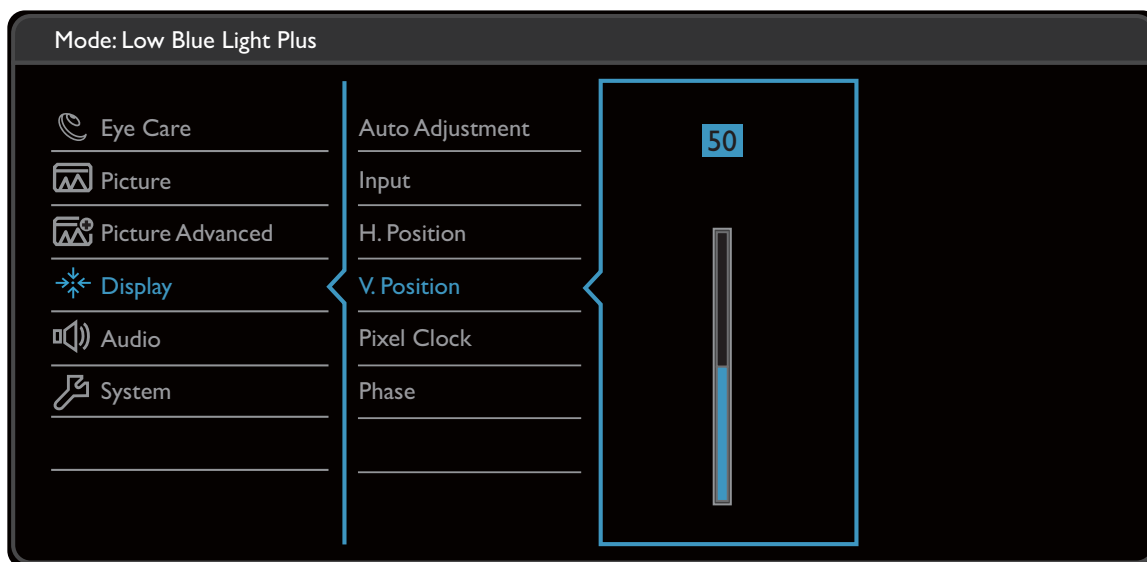 Mode: Low Blue Light Plus
Eye Care
Picture
Picture Advanced
Display
Audio
System
Auto Adjustment
Input
H. Position
V. Position
Pixel Clock
Phase
50